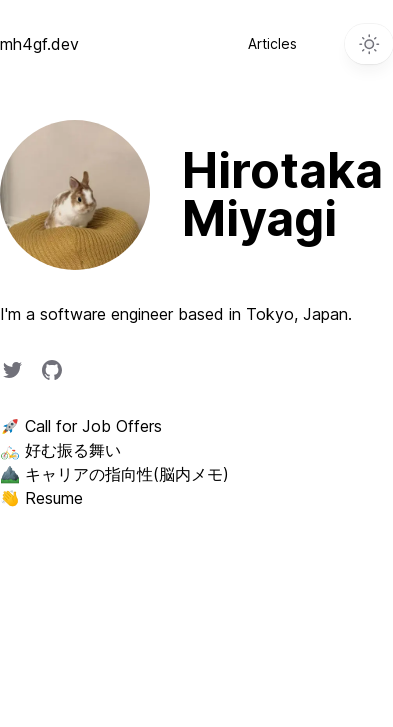 mh4gf.dev
Articles
Hirotaka
Miyagi
I'm a software engineer based in Tokyo, Japan.
🚀 Call for Job Offers
🚲 好む振る舞い
⛰️ キャリアの指向性(脳内メモ)
👋 Resume